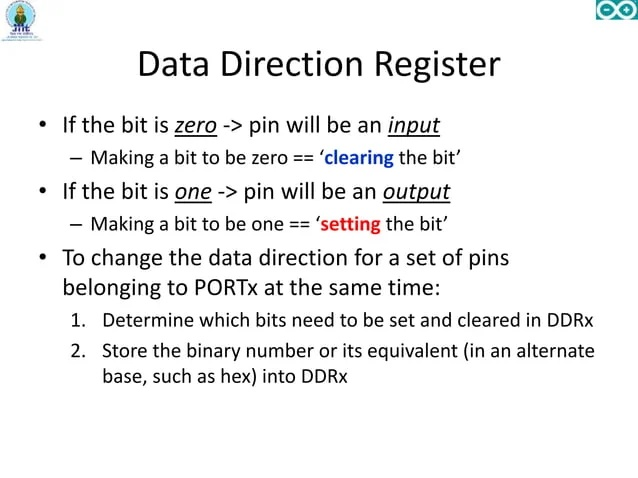 JIIT
Data Direction Register
• If the bit is zero -> pin will be an input
– Making a bit to be zero == ‘clearing the bit’
• If the bit is one -> pin will be an output
– Making a bit to be one == ‘setting the bit’
• To change the data direction for a set of pins
belonging to PORTx at the same time:
1. Determine which bits need to be set and cleared in DDRx
2. Store the binary number or its equivalent (in an alternate
base, such as hex) into DDRx